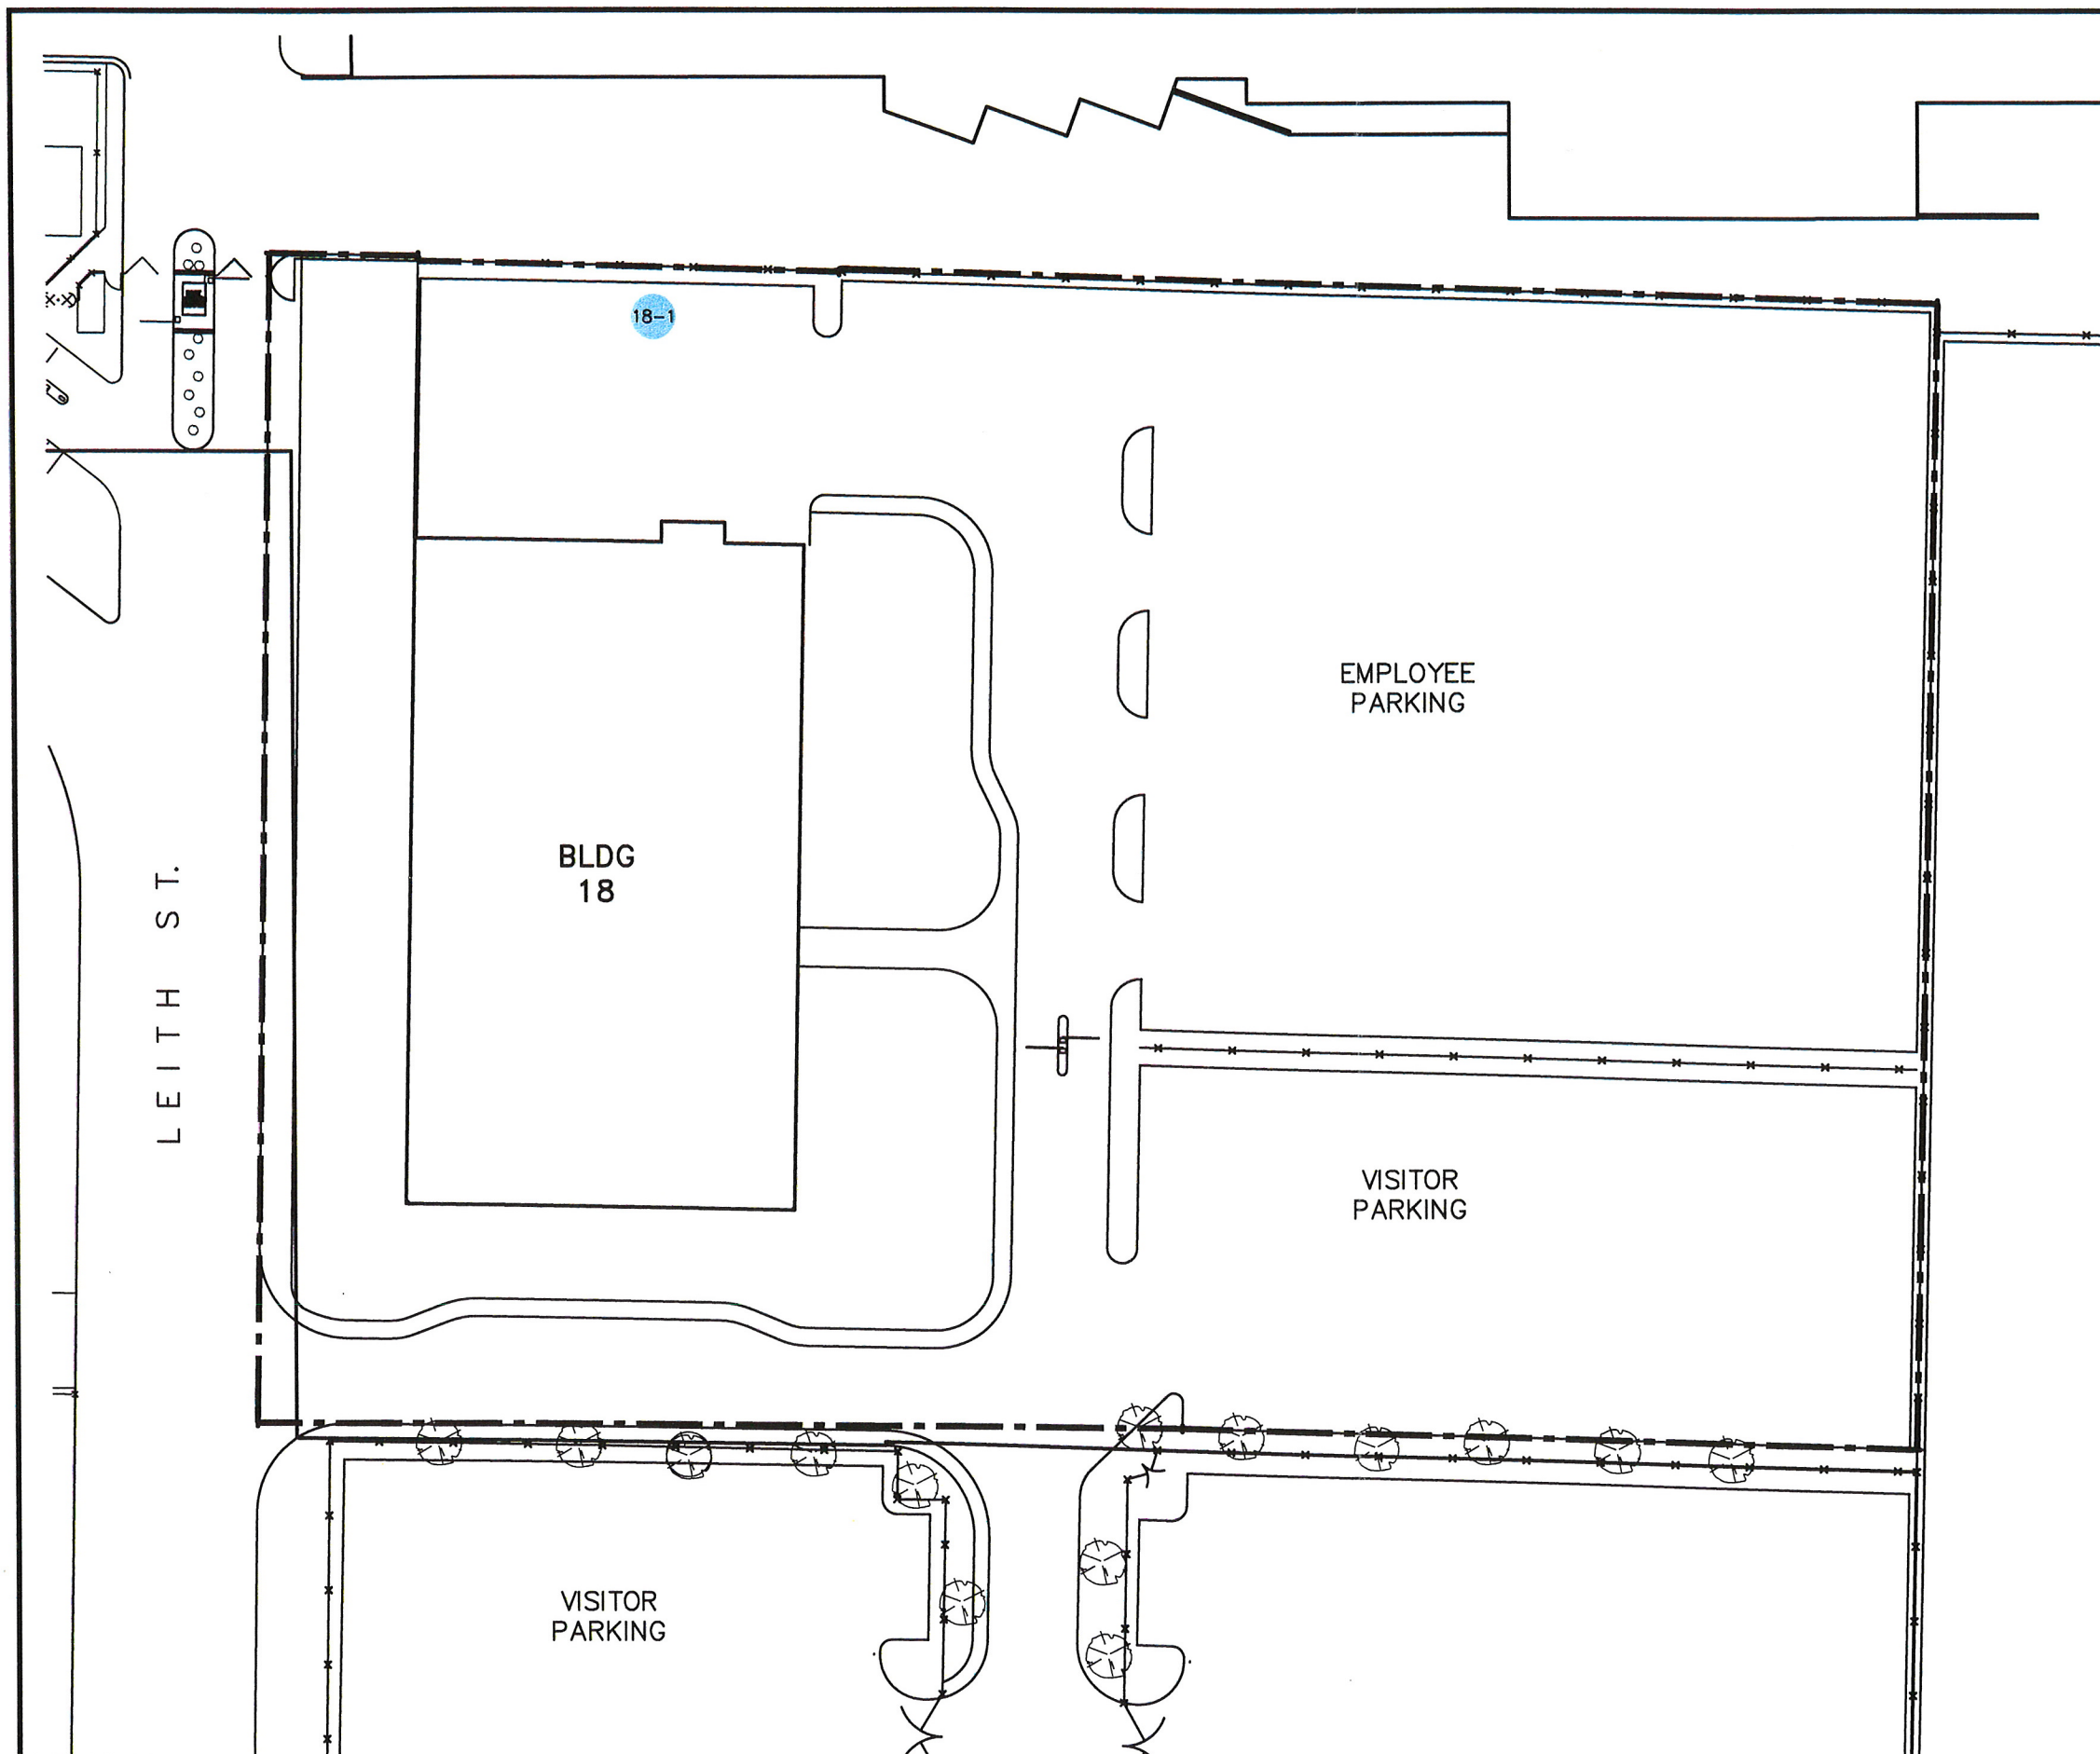 18-1
EMPLOYEE
PARKING
BLDG
18
LEITH ST.
VISITOR
PARKING
VISITOR
PARKING